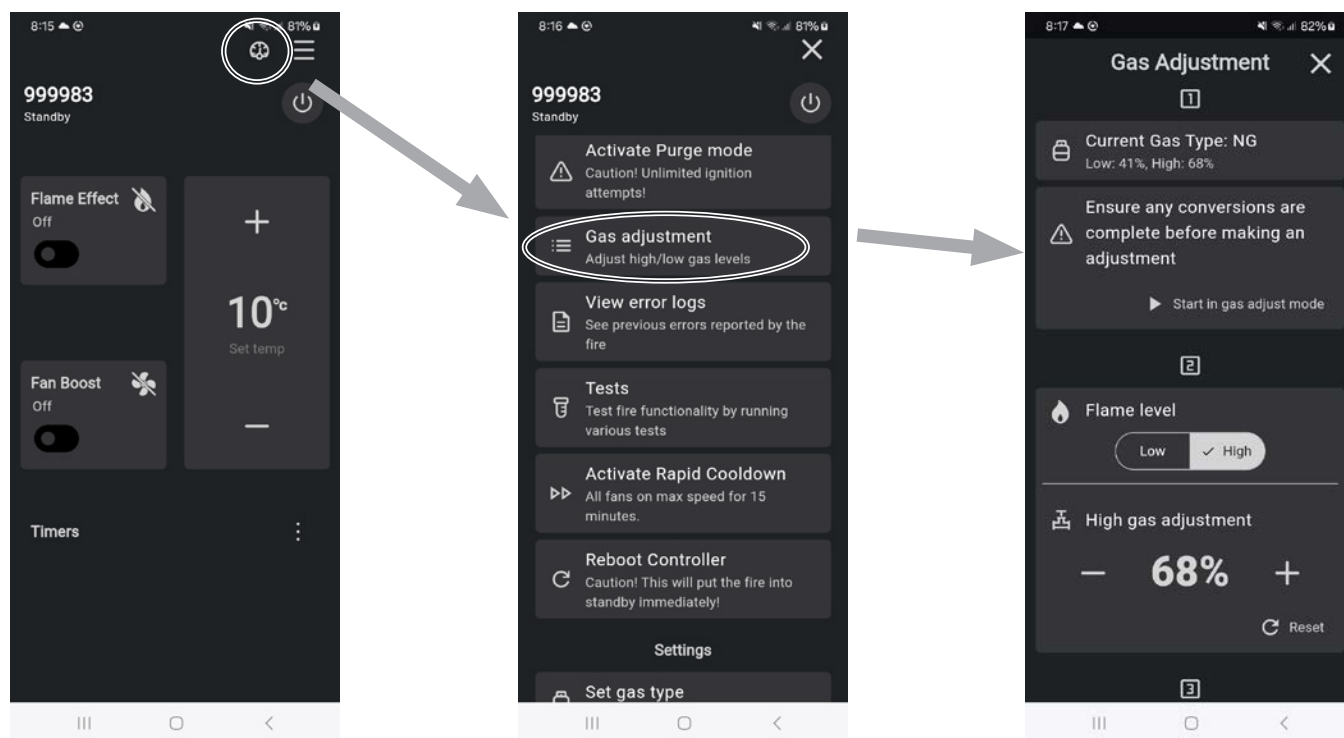 8:15
81%
999983
Standby
Flame Effect
Off
+
10°c
Set temp
Fan Boost
Off
−
Timers
8:16
81%
999983
Standby
Activate Purge mode
Caution! Unlimited ignition
attempts!
Gas adjustment
Adjust high/low gas levels
View error logs
See previous errors reported by the
fire
Tests
Test fire functionality by running
various tests
Activate Rapid Cooldown
All fans on max speed for 15
minutes.
Reboot Controller
Caution! This will put the fire into
standby immediately!
Settings
Set gas type
8:17
82%
Gas Adjustment
1
Current Gas Type: NG
Low: 41%, High: 68%
Ensure any conversions are
complete before making an
adjustment
Start in gas adjust mode
2
Flame level
Low High
High gas adjustment
− 68% +
Reset
3